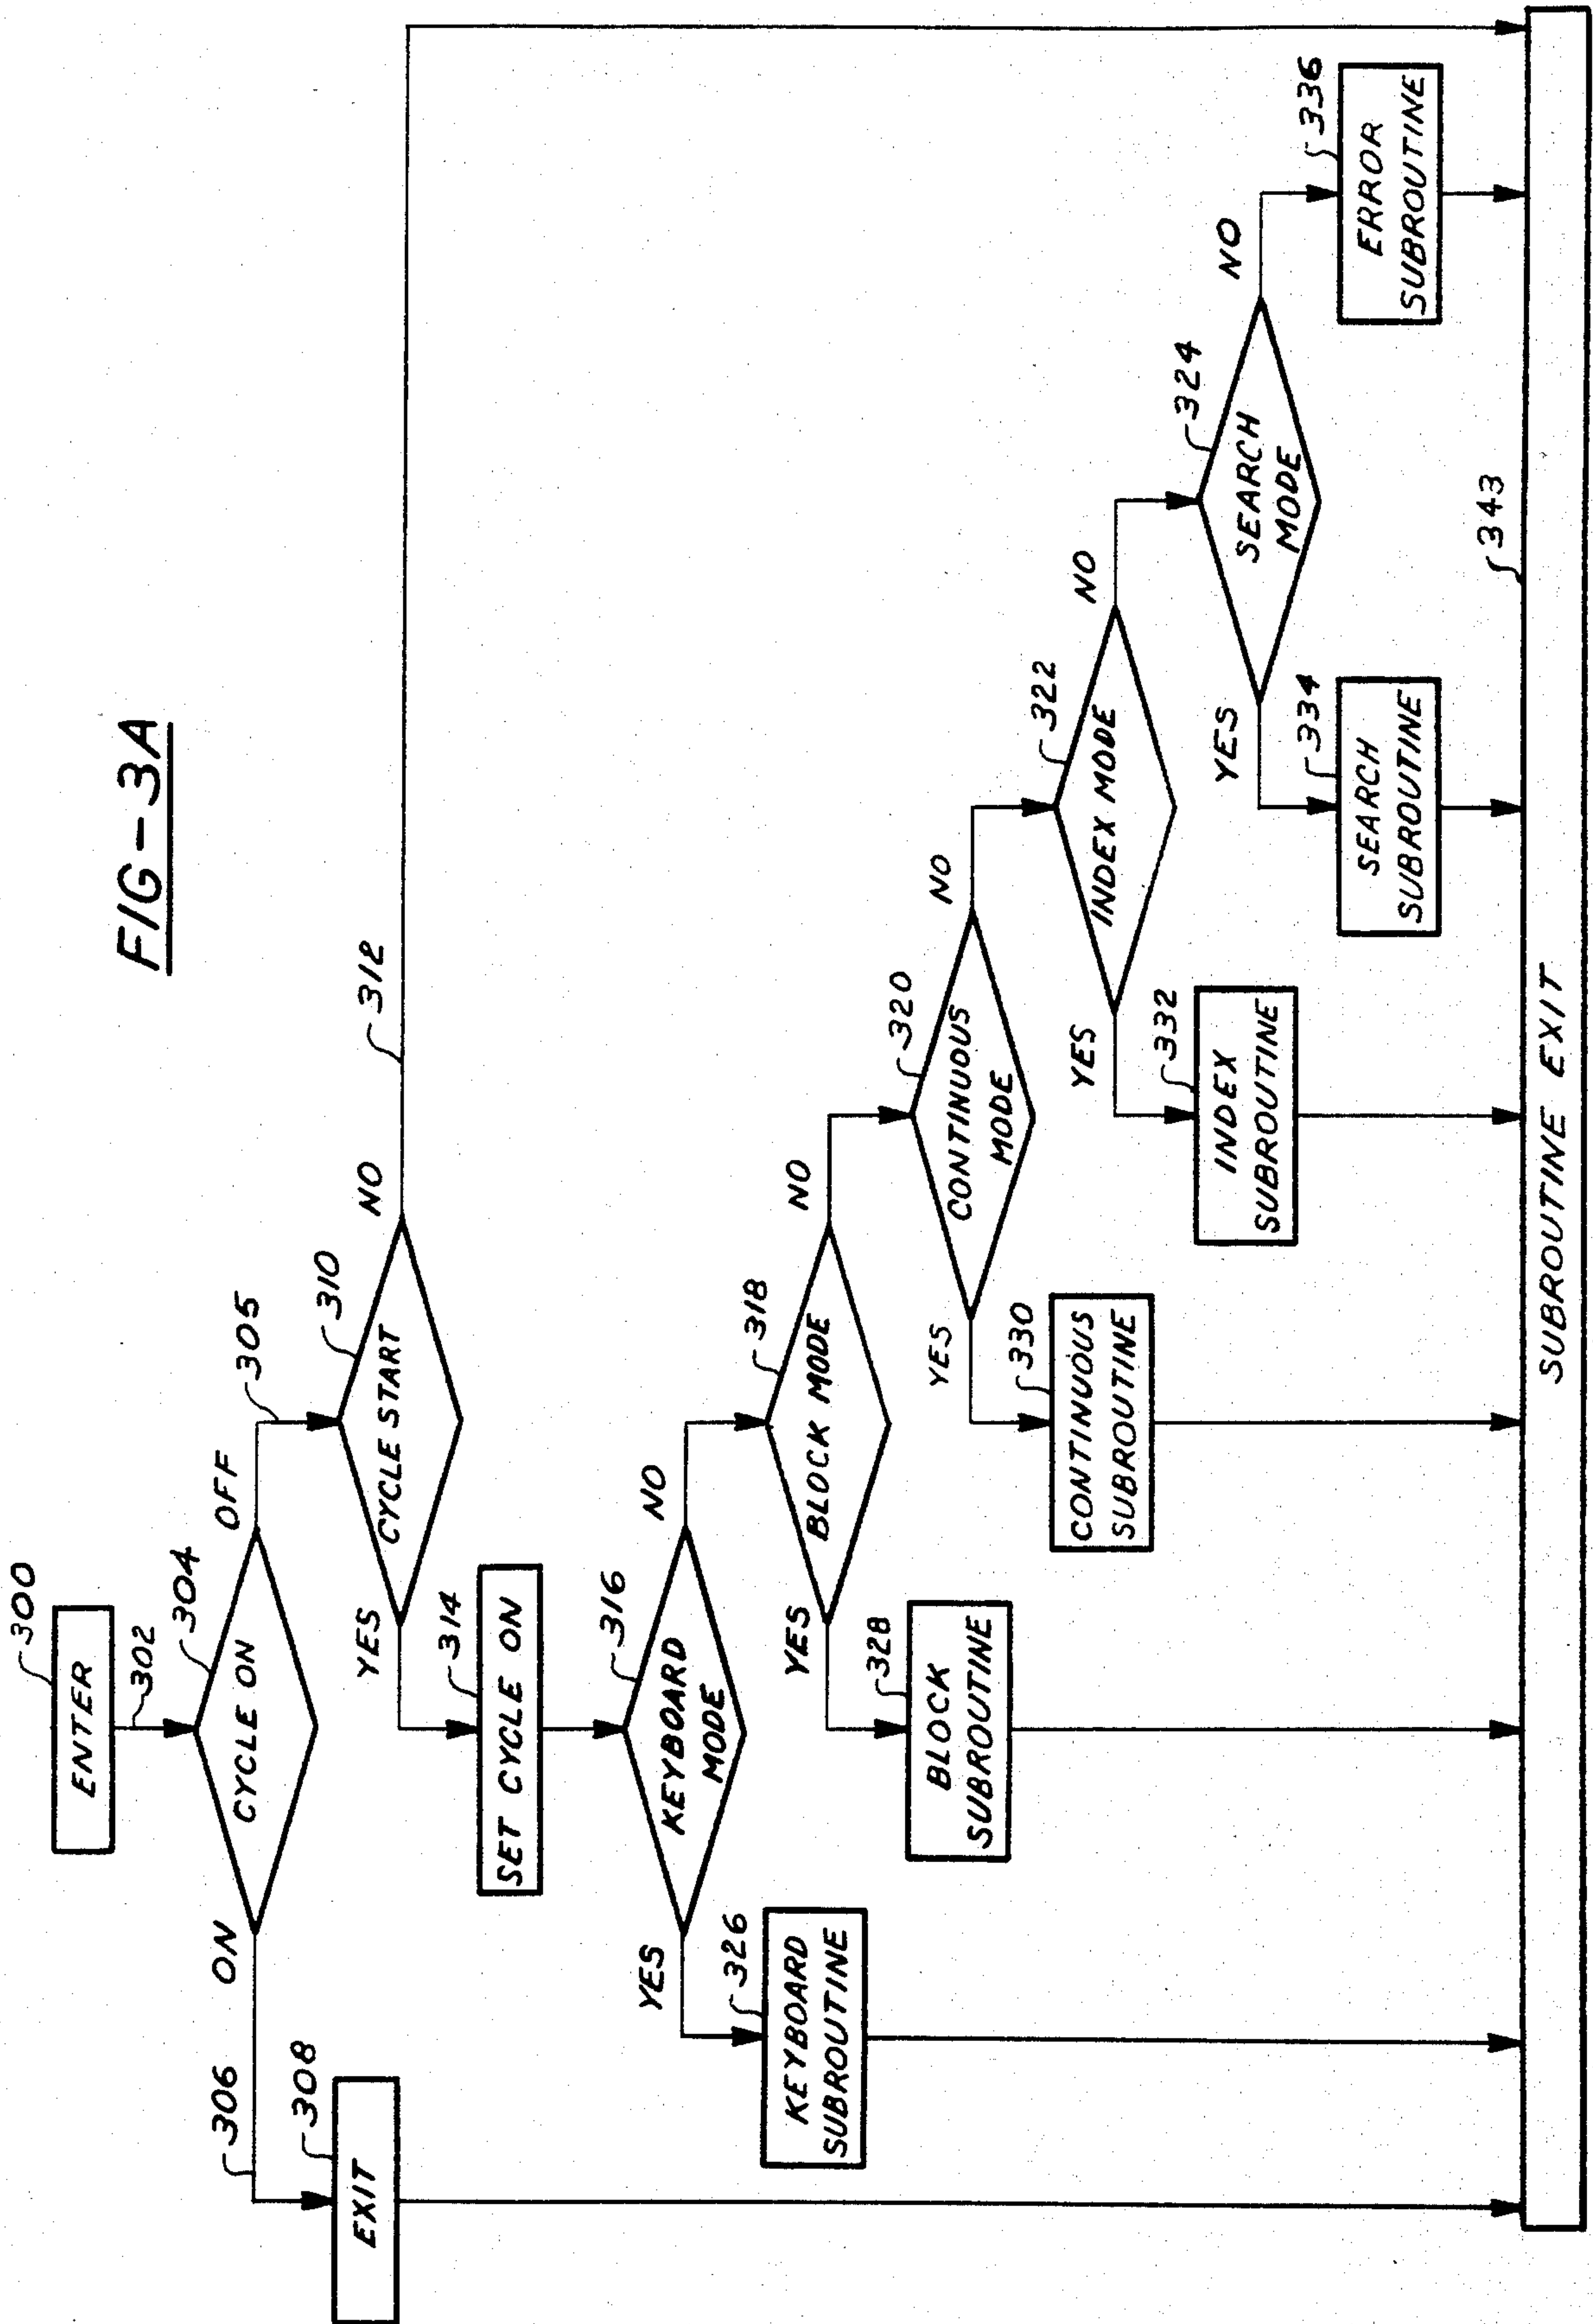 FIG-3A
300
ENTER
302
304
CYCLE ON
ON
OFF
306
305
308
EXIT
310
CYCLE START
YES
NO
312
314
SET CYCLE ON
316
KEYBOARD
MODE
YES
NO
326
KEYBOARD
SUBROUTINE
318
BLOCK MODE
YES
NO
328
BLOCK
SUBROUTINE
320
CONTINUOUS
MODE
YES
NO
330
CONTINUOUS
SUBROUTINE
322
INDEX MODE
YES
NO
332
INDEX
SUBROUTINE
324
SEARCH
MODE
YES
NO
334
SEARCH
SUBROUTINE
336
ERROR
SUBROUTINE
343
SUBROUTINE EXIT